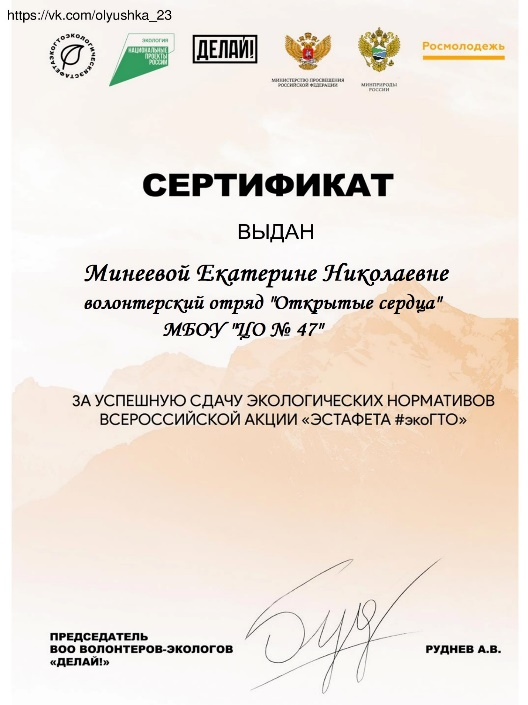 https://vk.com/olyushka_23
ЭКОЛОГИЯ
НАЦИОНАЛЬНЫЕ
ПРОЕКТЫ
РОССИИ
ДЕЛАЙ!
МИНИСТЕРСТВО ПРОСВЕЩЕНИЯ
РОССИЙСКОЙ ФЕДЕРАЦИИ
МИНПРИРОДЫ
РОССИИ
Росмолодежь
СЕРТИФИКАТ
ВЫДАН
Минеевой Екатерине Николаевне
волонтерский отряд "Открытые сердца"
МБОУ "ЦО № 47"
ЗА УСПЕШНУЮ СДАЧУ ЭКОЛОГИЧЕСКИХ НОРМАТИВОВ
ВСЕРОССИЙСКОЙ АКЦИИ «ЭСТАФЕТА #экоГТО»
ПРЕДСЕДАТЕЛЬ
ВОО ВОЛОНТЕРОВ-ЭКОЛОГОВ
«ДЕЛАЙ!»
РУДНЕВ А.В.